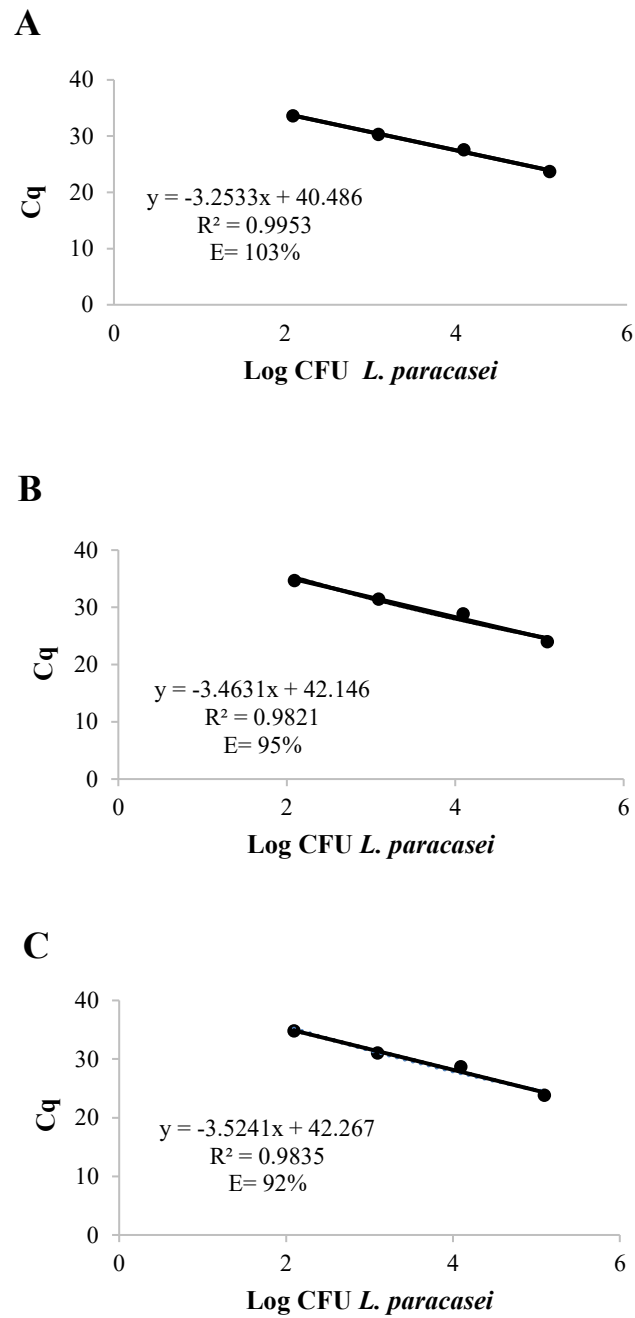 A
40
30
20
10
0
Cq
y = -3.2533x + 40.486
R² = 0.9953
E= 103%
0 2 4 6
Log CFU L. paracasei
B
40
30
20
10
0
Cq
y = -3.4631x + 42.146
R² = 0.9821
E= 95%
0 2 4 6
Log CFU L. paracasei
C
40
30
20
10
0
Cq
y = -3.5241x + 42.267
R² = 0.9835
E= 92%
0 2 4 6
Log CFU L. paracasei